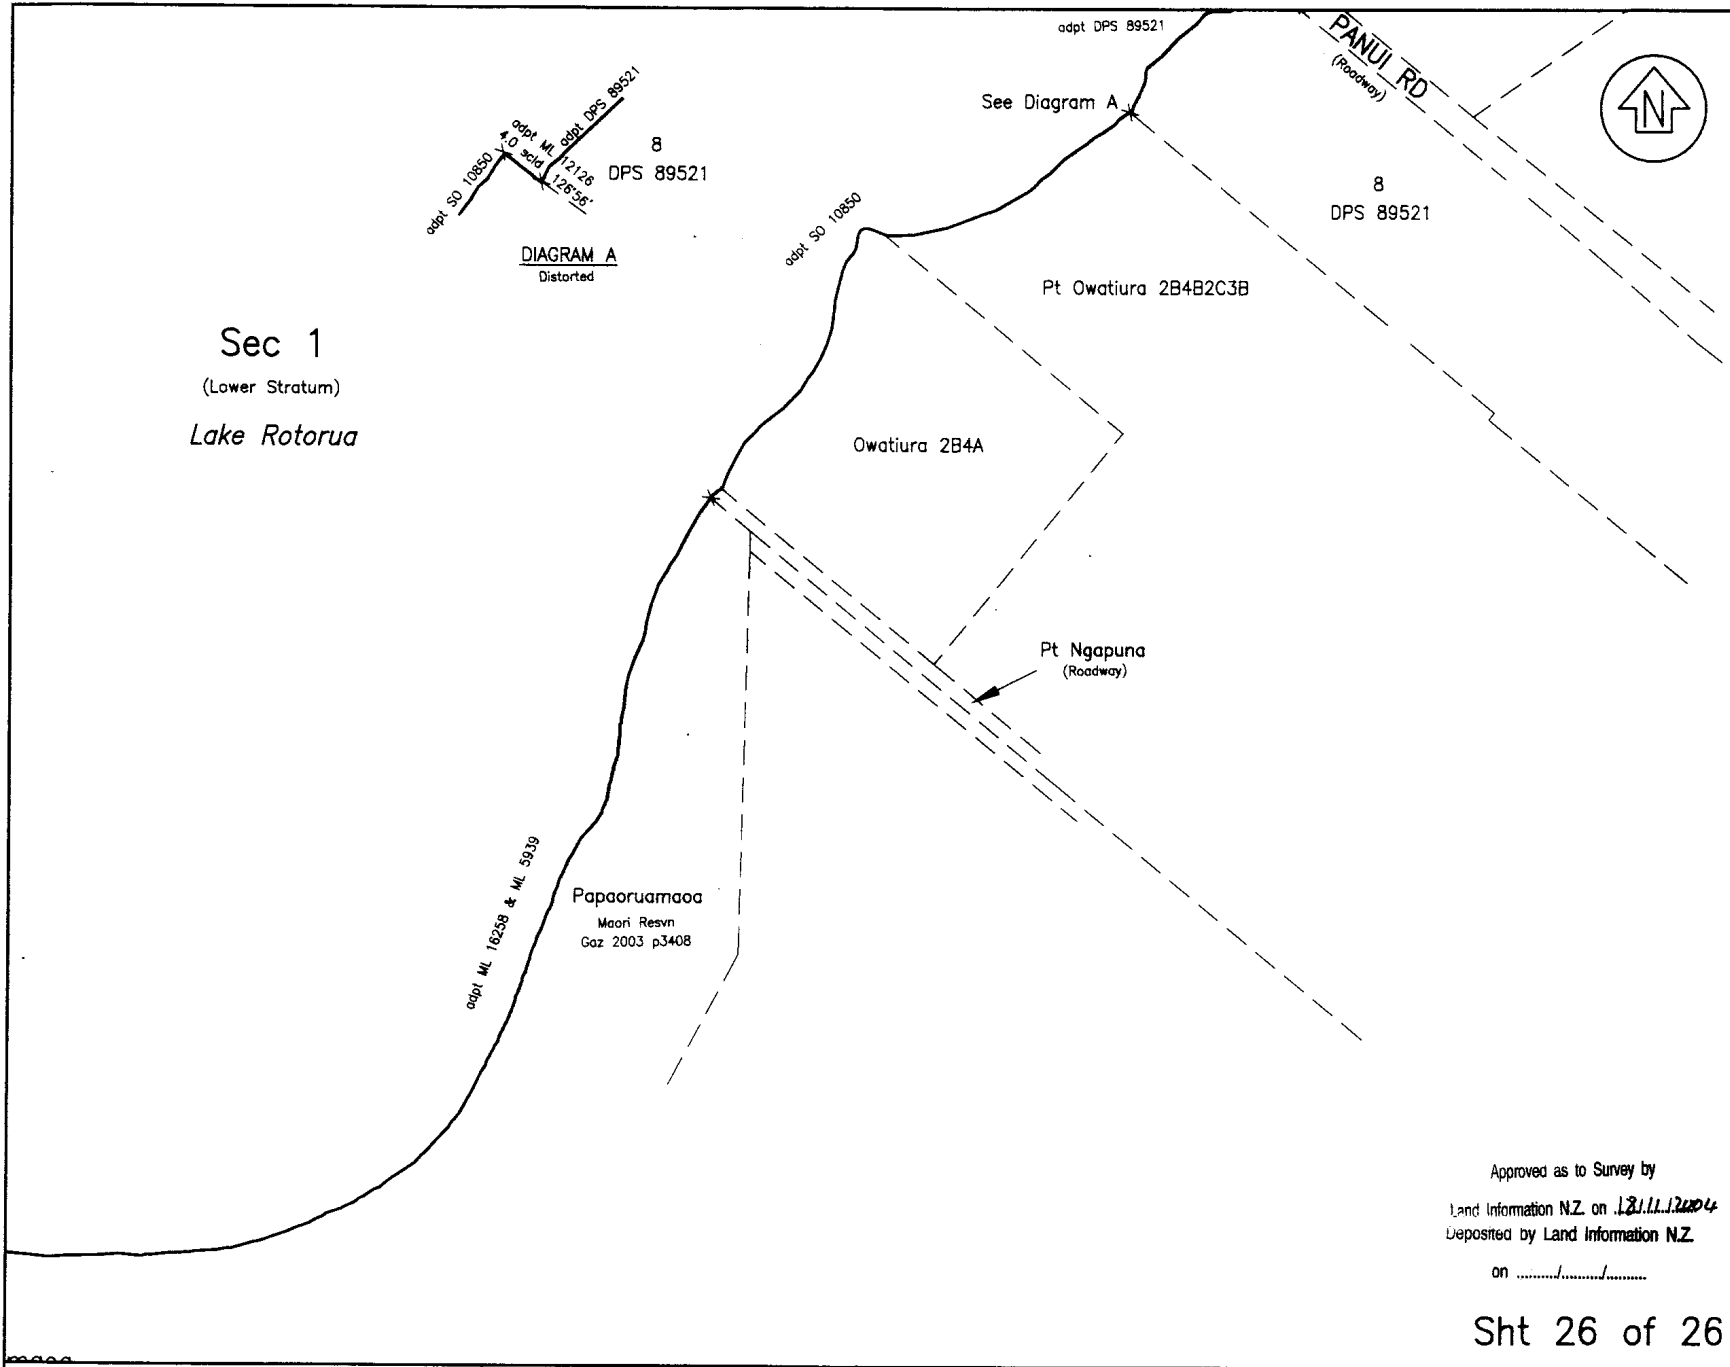 adpt DPS 89521
PANUI RD
(Roadway)
N
See Diagram A
adpt DPS 89521
adpt ML 12126
4.0 scld
126°56'
adpt SO 10850
8
DPS 89521
DIAGRAM A
Distorted
8
DPS 89521
adpt SO 10850
Pt Owatiura 2B4B2C3B
Sec 1
(Lower Stratum)
Lake Rotorua
Owatiura 2B4A
Pt Ngapuna
(Roadway)
adpt ML 16258 & ML 5939
Papaoruamaoa
Maori Resvn
Gaz 2003 p3408
Approved as to Survey by
Land Information N.Z. on 18/11/2004
Deposited by Land Information N.Z.
on ........../........../..........
Sht 26 of 26